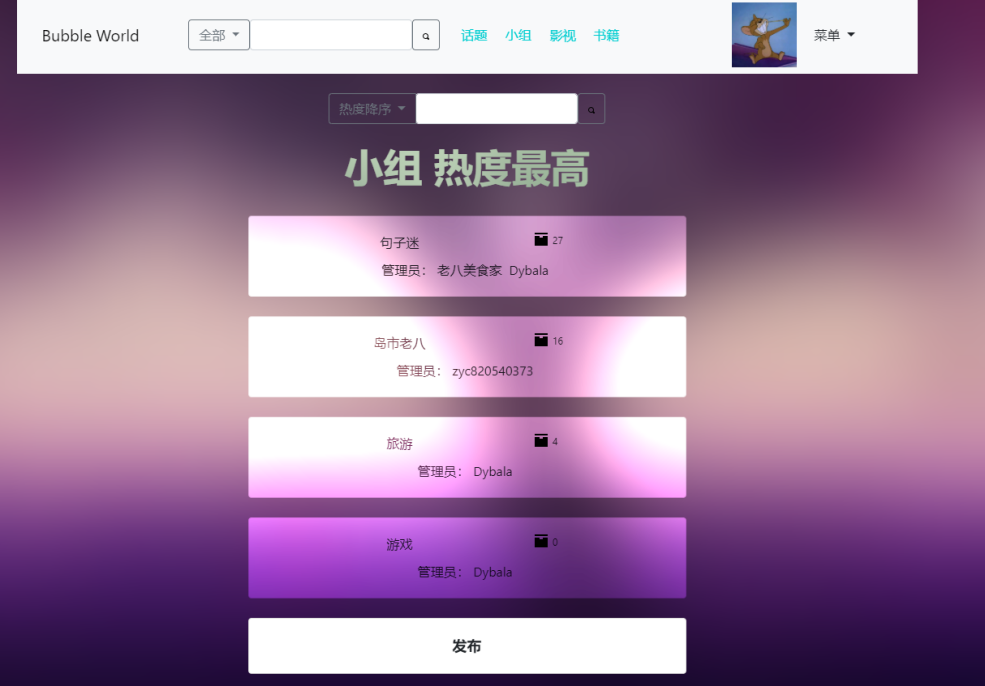 Bubble World 全部 话题 小组 影视 书籍 菜单
热度降序
小组 热度最高
句子迷 27
管理员： 老八美食家 Dybala
岛市老八 16
管理员： zyc820540373
旅游 4
管理员： Dybala
游戏 0
管理员： Dybala
发布